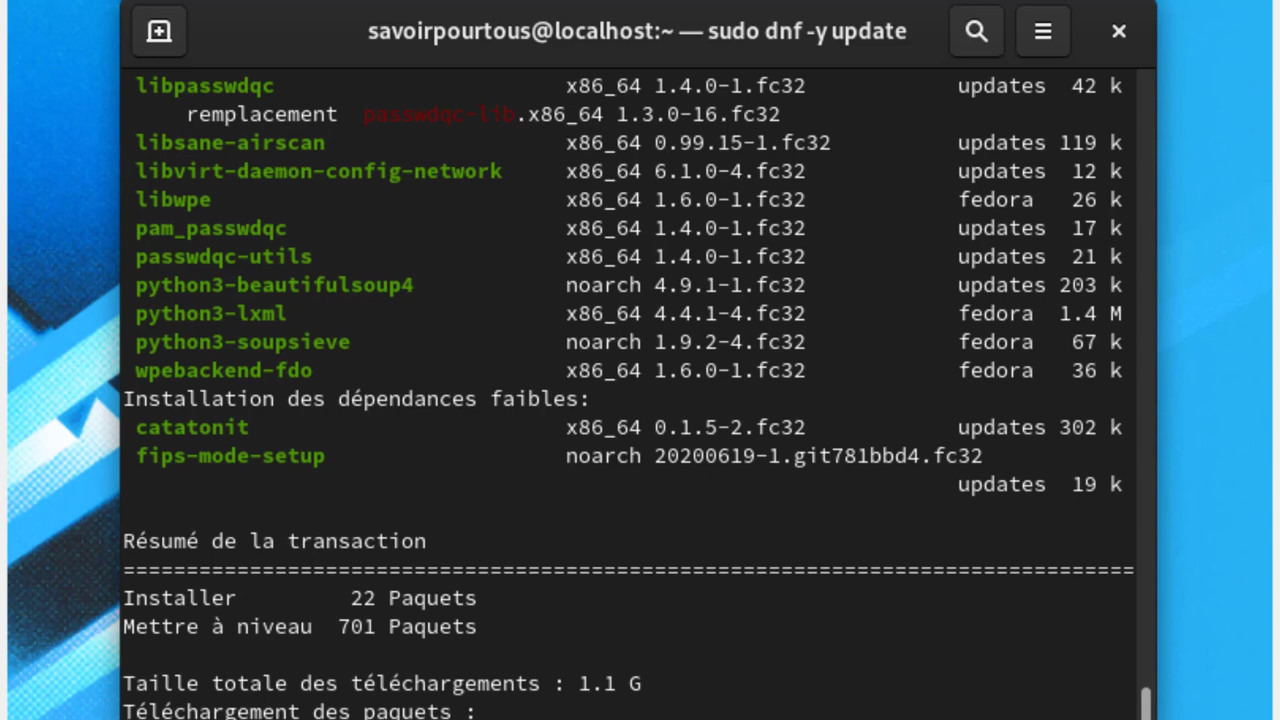 savoirpourtous@localhost:~ — sudo dnf -y update
libpasswdqc x86_64 1.4.0-1.fc32 updates 42 k
remplacement passwdqc-lib.x86_64 1.3.0-16.fc32
libsane-airscan x86_64 0.99.15-1.fc32 updates 119 k
libvirt-daemon-config-network x86_64 6.1.0-4.fc32 updates 12 k
libwpe x86_64 1.6.0-1.fc32 fedora 26 k
pam_passwdqc x86_64 1.4.0-1.fc32 updates 17 k
passwdqc-utils x86_64 1.4.0-1.fc32 updates 21 k
python3-beautifulsoup4 noarch 4.9.1-1.fc32 updates 203 k
python3-lxml x86_64 4.4.1-4.fc32 fedora 1.4 M
python3-soupsieve noarch 1.9.2-4.fc32 fedora 67 k
wpebackend-fdo x86_64 1.6.0-1.fc32 fedora 36 k
Installation des dépendances faibles:
catatonit x86_64 0.1.5-2.fc32 updates 302 k
fips-mode-setup noarch 20200619-1.git781bbd4.fc32
updates 19 k
Résumé de la transaction
================================================================================
Installer 22 Paquets
Mettre à niveau 701 Paquets
Taille totale des téléchargements : 1.1 G
Téléchargement des paquets :